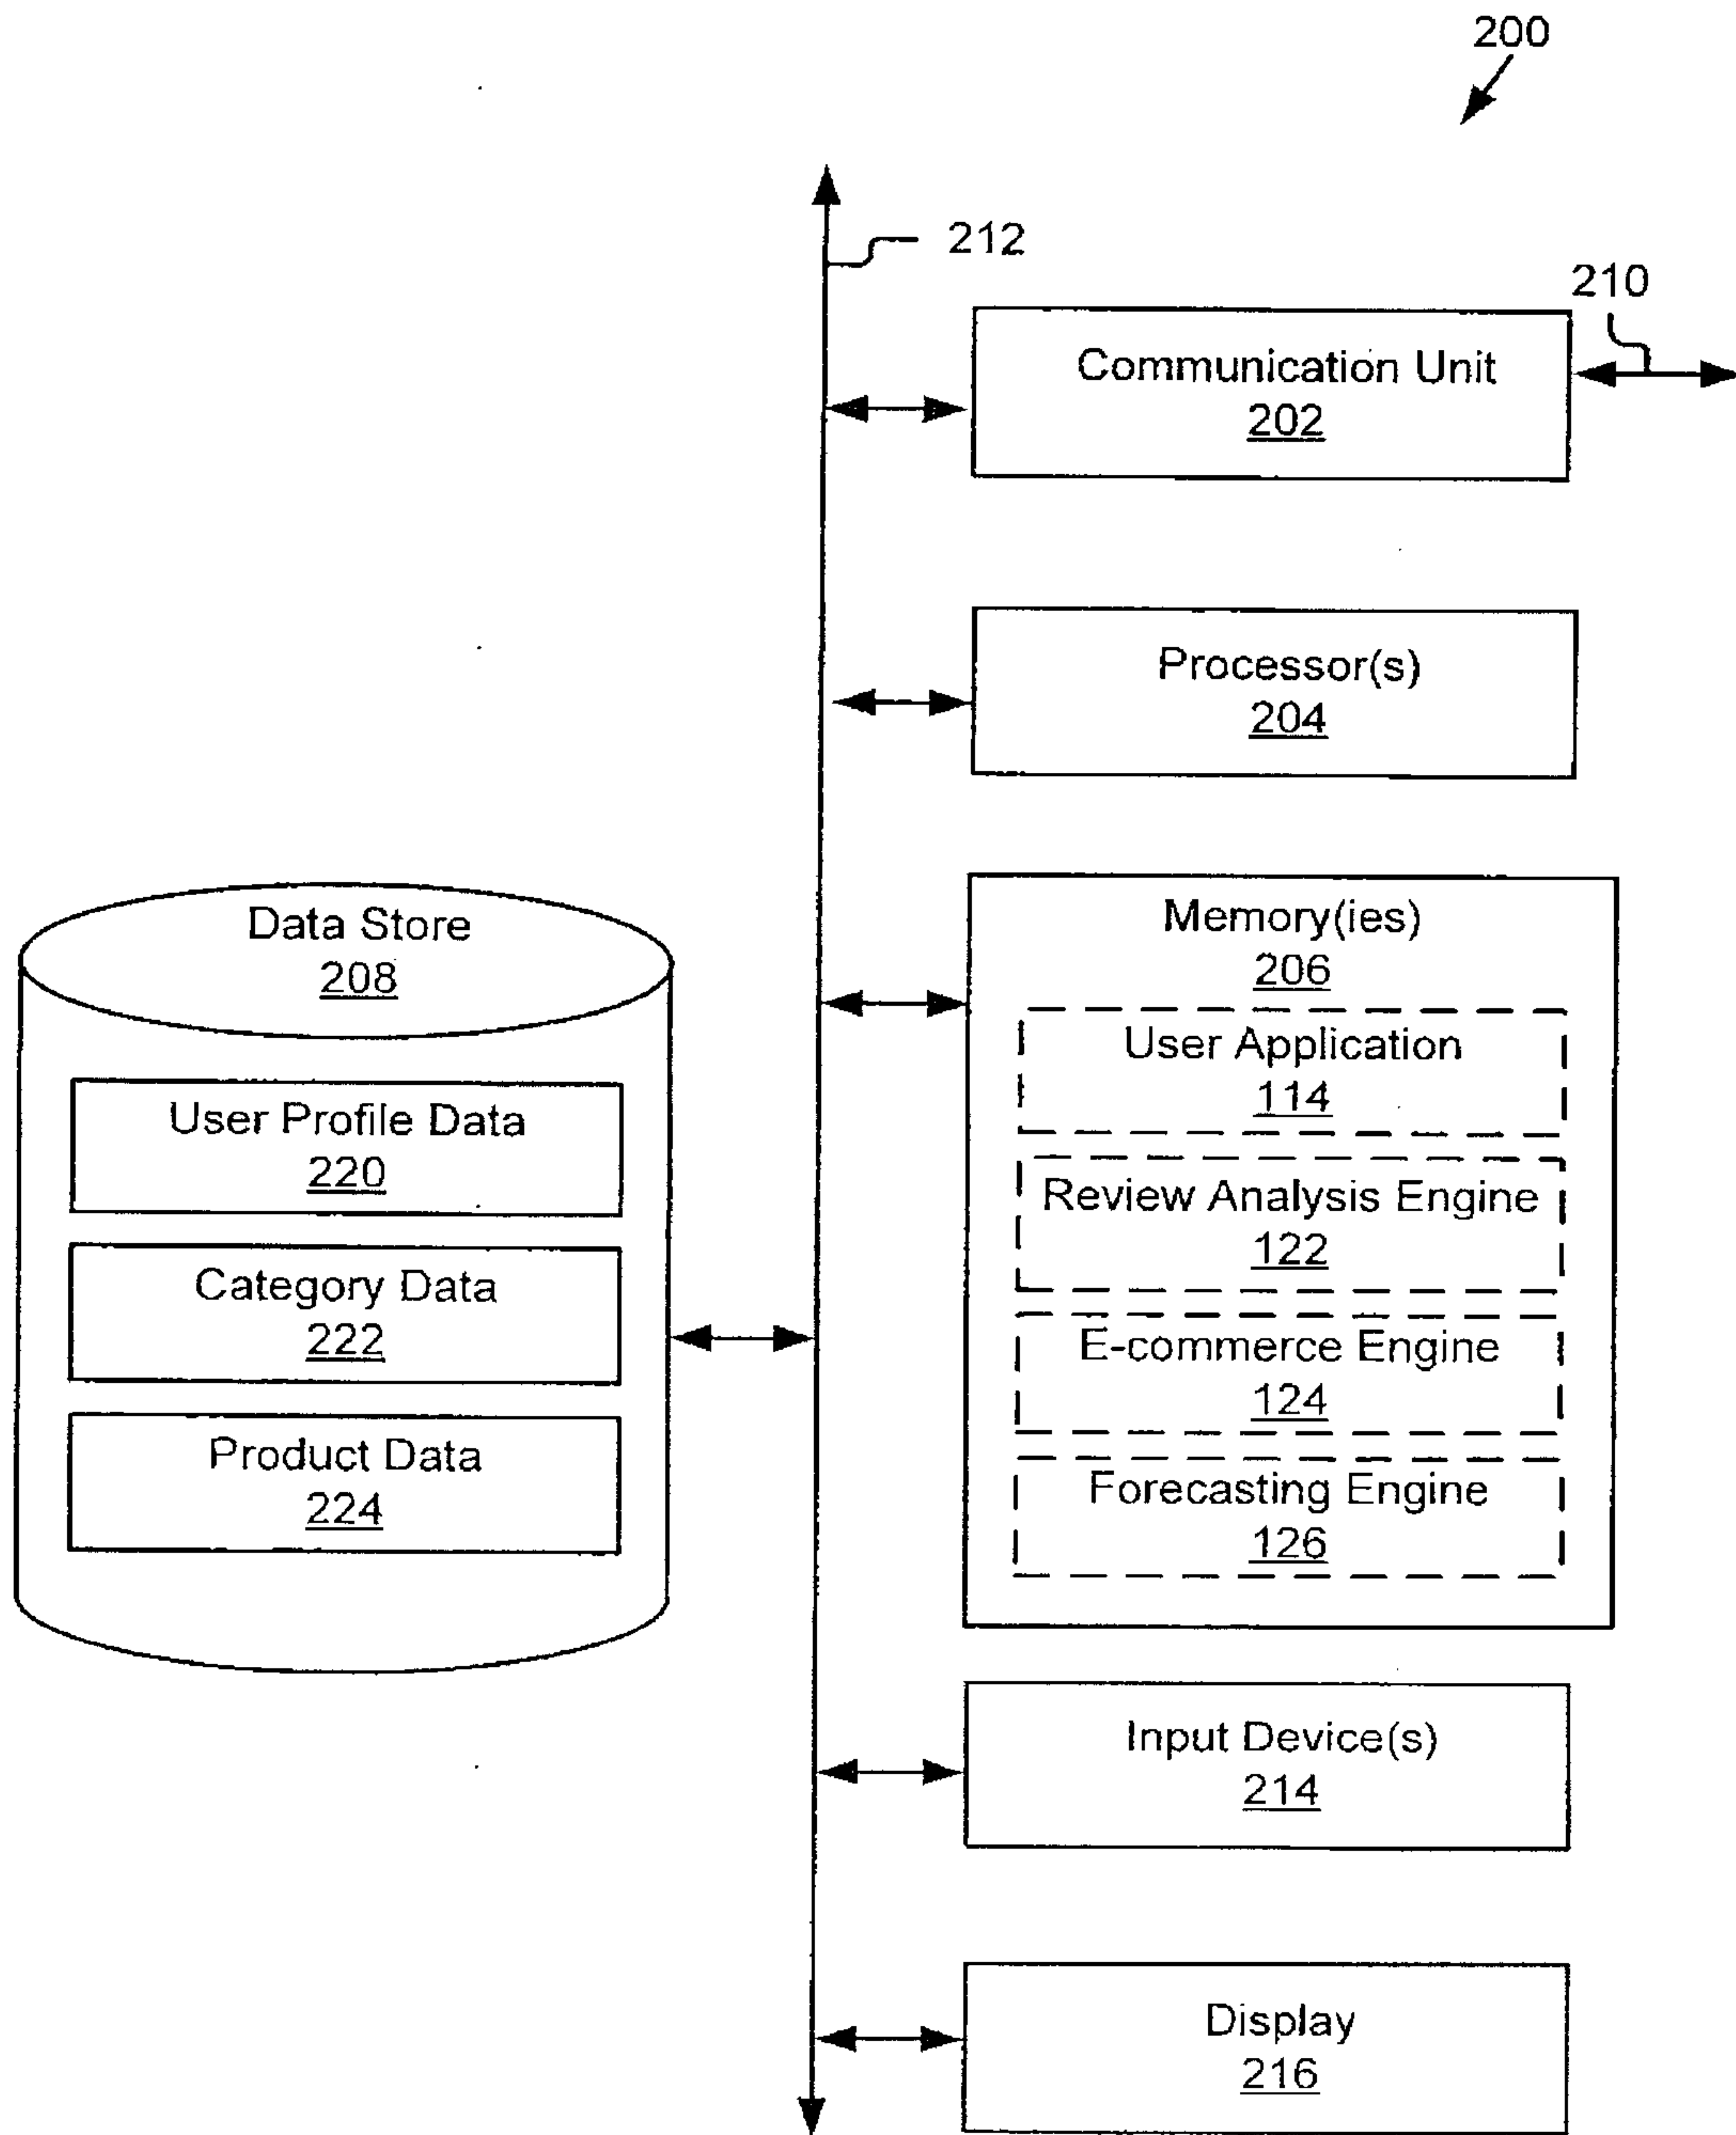 200
212
210
Communication Unit
202
Processor(s)
204
Data Store
208
User Profile Data
220
Category Data
222
Product Data
224
Memory(ies)
206
User Application
114
Review Analysis Engine
122
E-commerce Engine
124
Forecasting Engine
126
Input Device(s)
214
Display
216